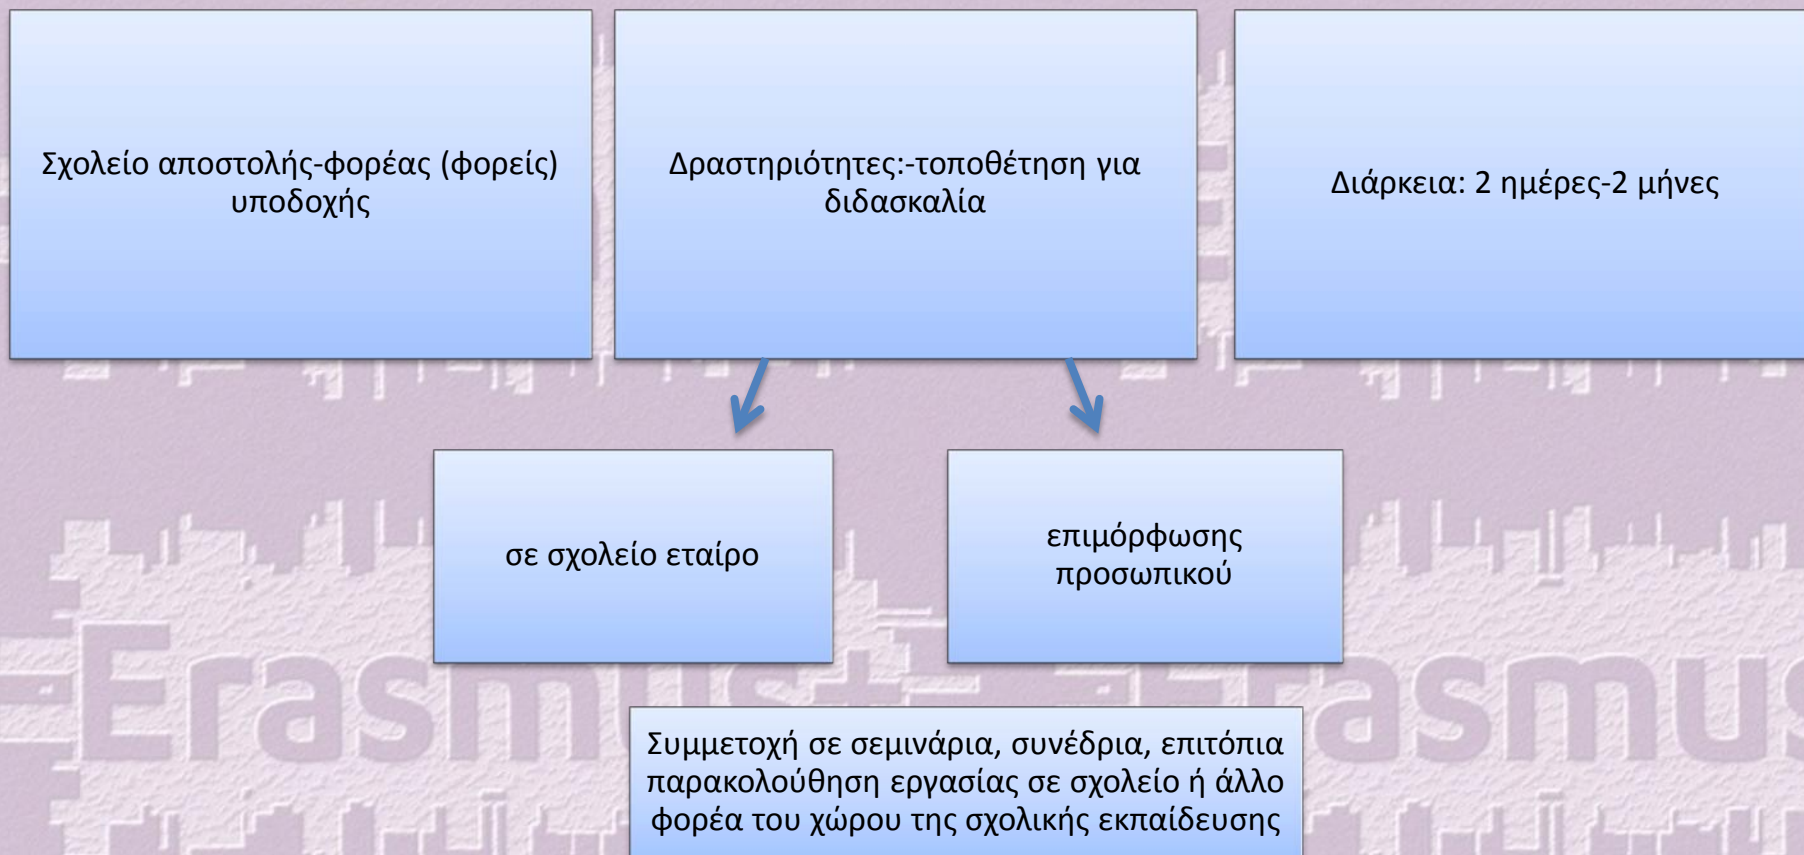 Σχολείο αποστολής-φορέας (φορείς)
υποδοχής
Δραστηριότητες:-τοποθέτηση για
διδασκαλία
Διάρκεια: 2 ημέρες-2 μήνες
σε σχολείο εταίρο
επιμόρφωσης
προσωπικού
Erasmus+
Erasmus
Συμμετοχή σε σεμινάρια, συνέδρια, επιτόπια
παρακολούθηση εργασίας σε σχολείο ή άλλο
φορέα του χώρου της σχολικής εκπαίδευσης